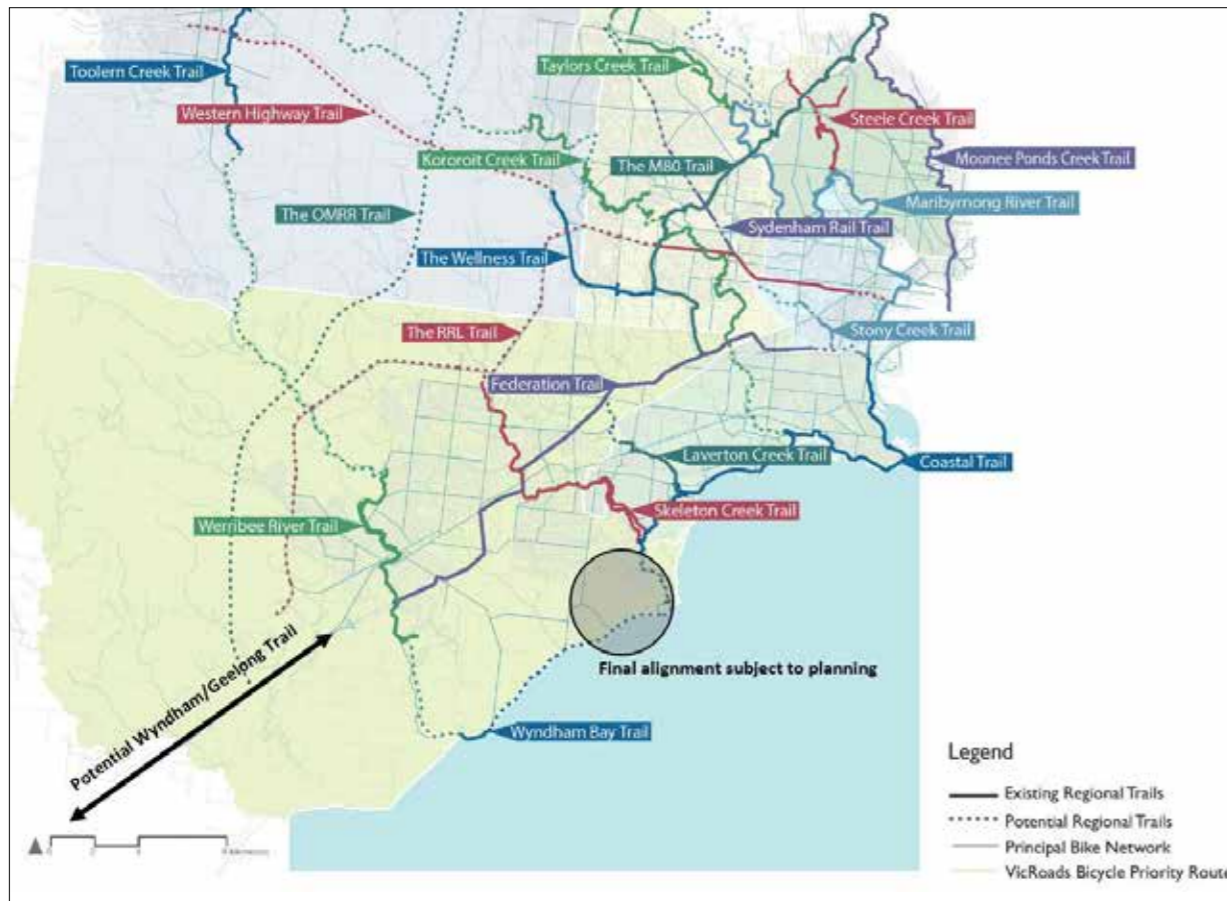 Toolern Creek Trail
Taylors Creek Trail
Western Highway Trail
Steele Creek Trail
Kororoit Creek Trail
The M80 Trail
Moonee Ponds Creek Trail
Maribyrnong River Trail
The OMRR Trail
Sydenham Rail Trail
The Wellness Trail
The RRL Trail
Stony Creek Trail
Federation Trail
Laverton Creek Trail
Coastal Trail
Skeleton Creek Trail
Werribee River Trail
Final alignment subject to planning
Potential Wyndham/Geelong Trail
Wyndham Bay Trail
Legend
Existing Regional Trails
Potential Regional Trails
Principal Bike Network
VicRoads Bicycle Priority Route